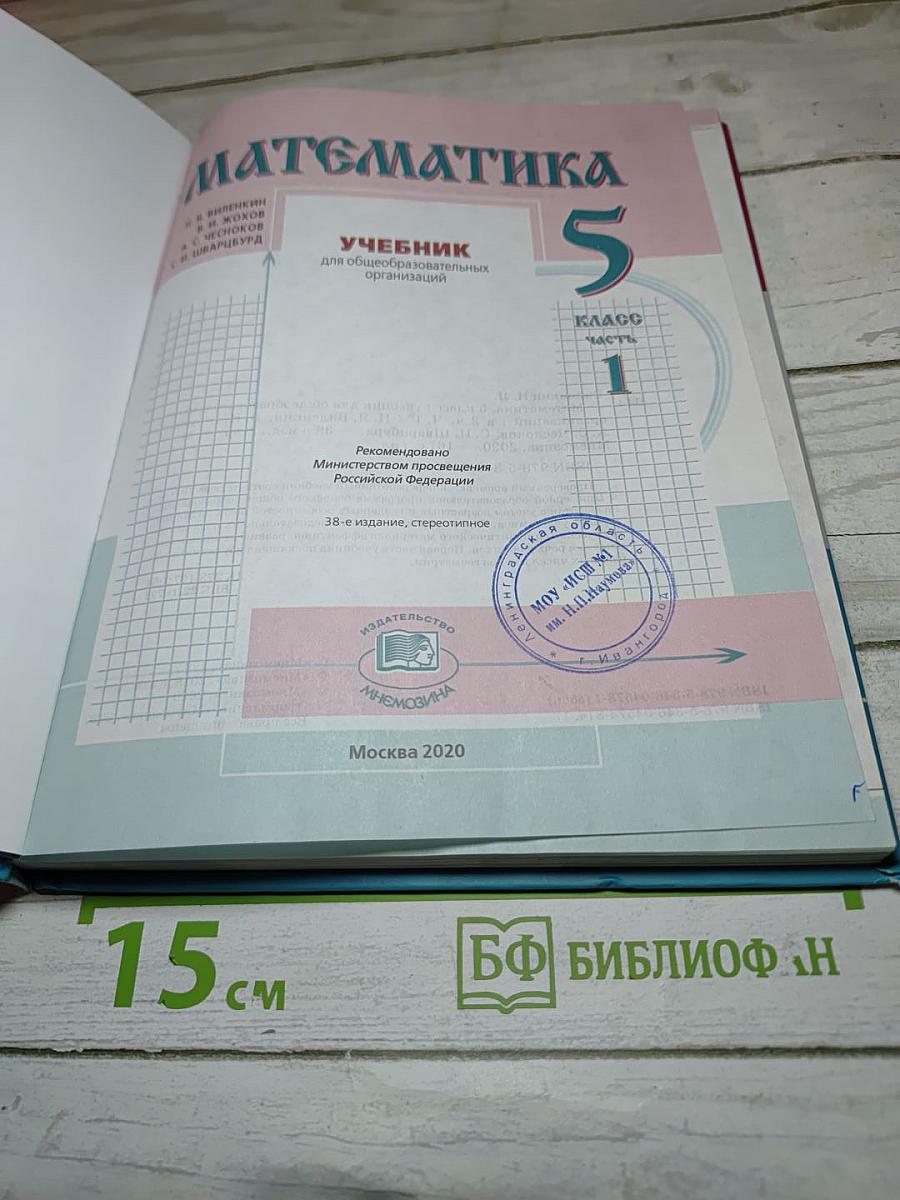 МАТЕМАТИКА
Н. Я. ВИЛЕНКИН
В. И. ЖОХОВ
А. С. ЧЕСНОКОВ
С. И. ШВАРЦБУРД
5
КЛАСС
ЧАСТЬ
1
УЧЕБНИК
для общеобразовательных
организаций
Рекомендовано
Министерством просвещения
Российской Федерации
38-е издание, стереотипное
Ленинградская область
МОУ «ИСШ №1
им. Н.П.Наумова»
* г. Ивангород
ИЗДАТЕЛЬСТВО
МНЕМОЗИНА
Москва 2020
15 см
БФ БИБЛИОФ